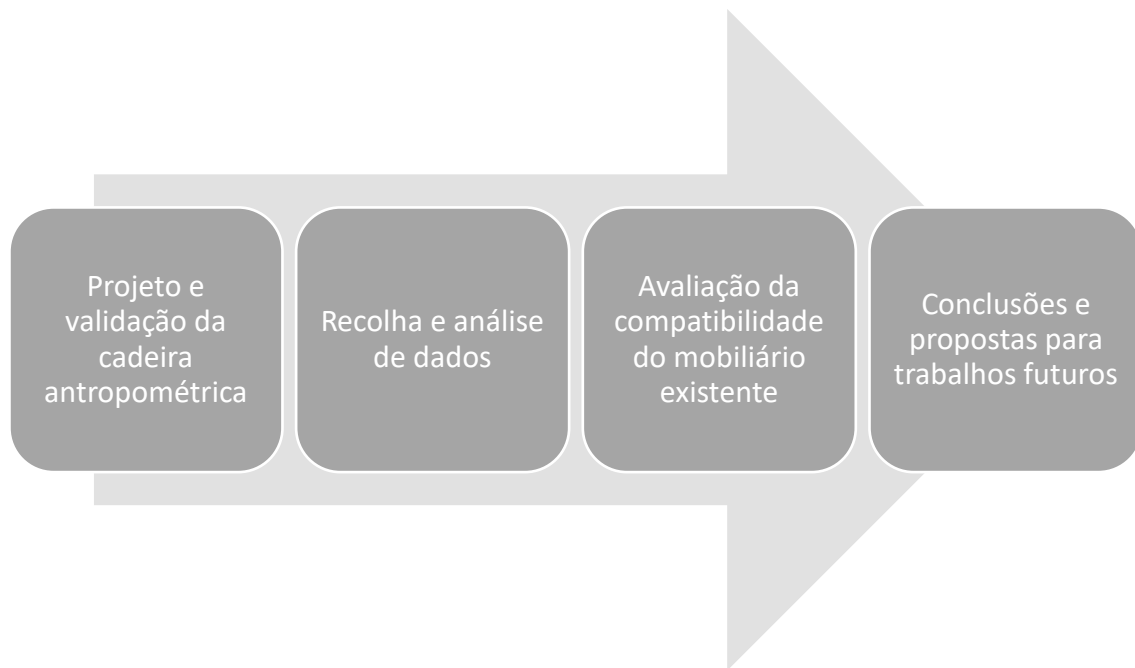 Projeto e
validação da
cadeira
antropométrica
Recolha e análise
de dados
Avaliação da
compatibilidade
do mobiliário
existente
Conclusões e
propostas para
trabalhos futuros